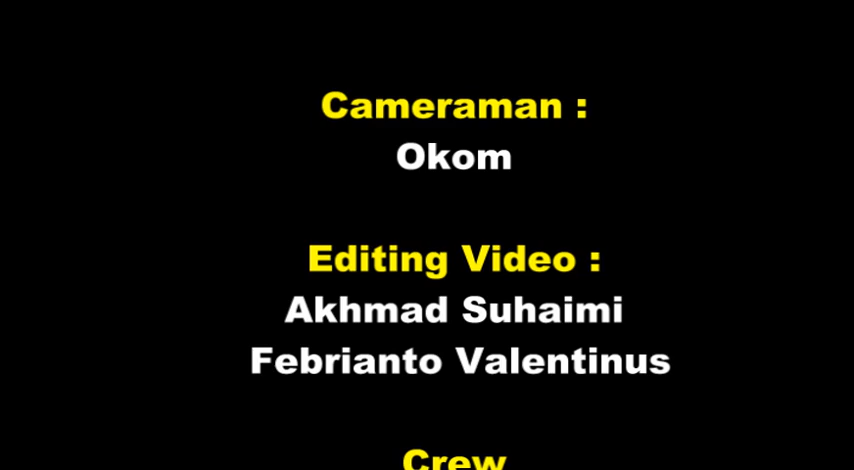 Cameraman :
Okom
Editing Video :
Akhmad Suhaimi
Febrianto Valentinus
Crew